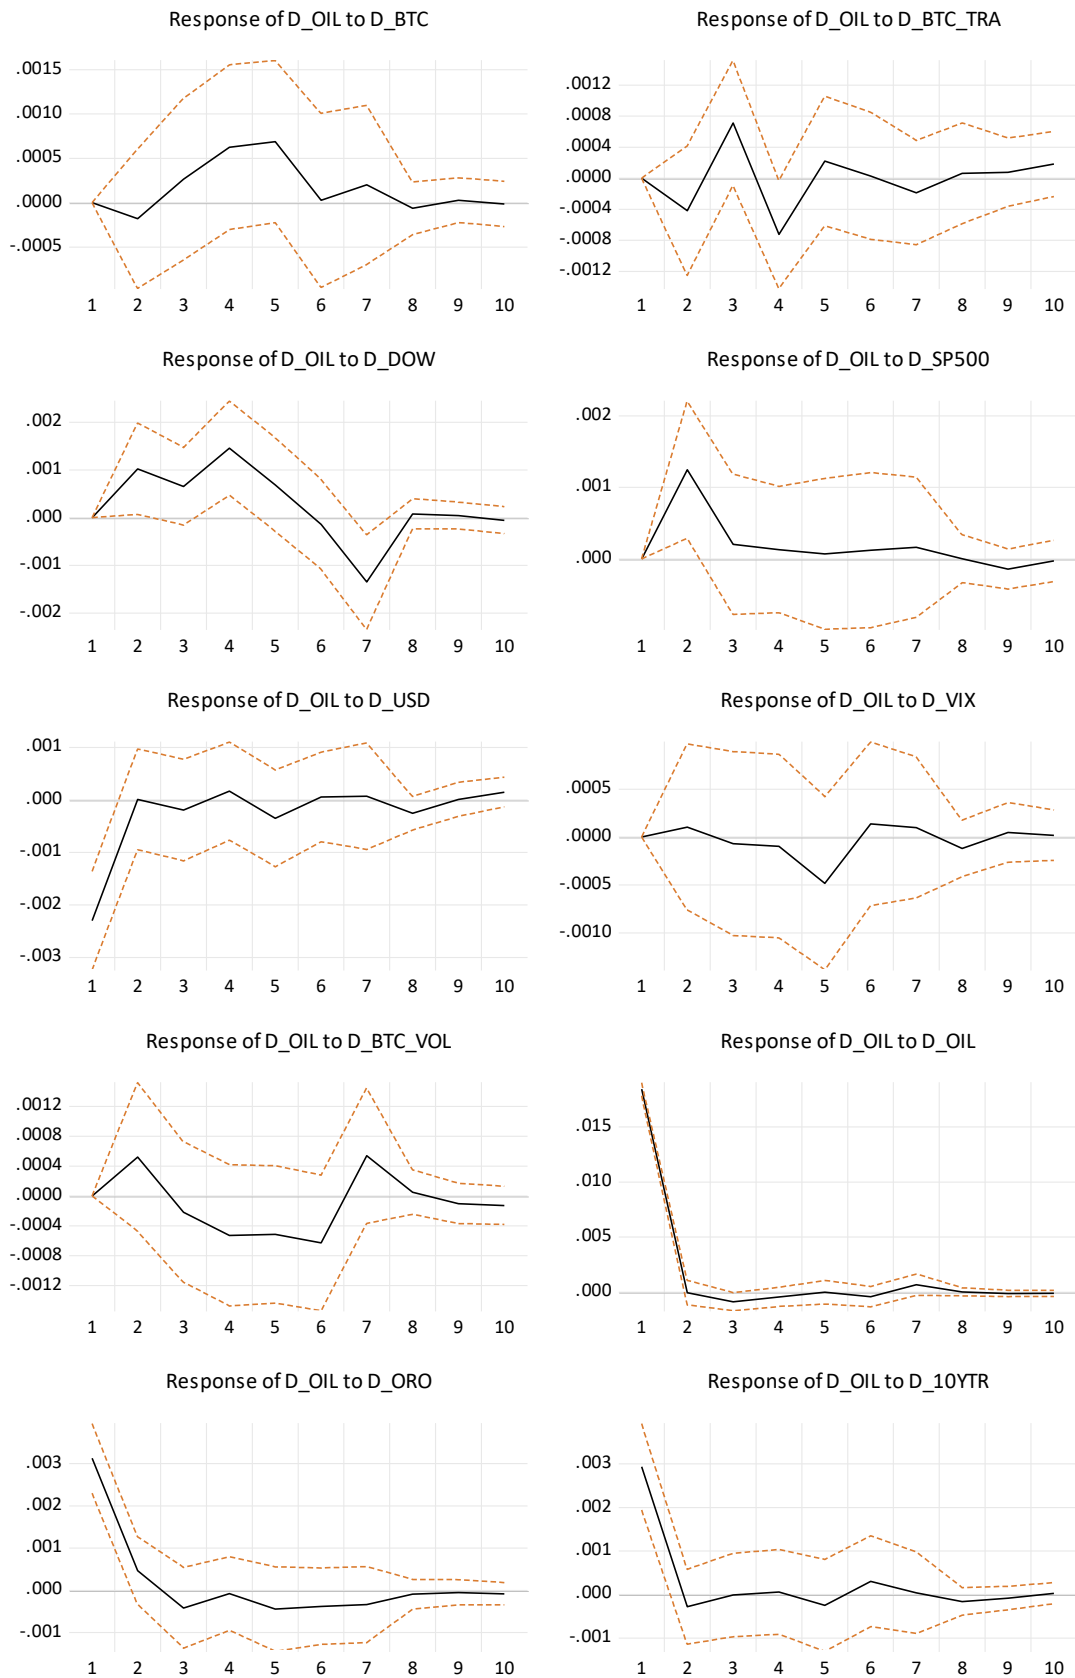 Response of D_OIL to D_BTC
.0015
.0010
.0005
.0000
-.0005
1 2 3 4 5 6 7 8 9 10
Response of D_OIL to D_BTC_TRA
.0012
.0008
.0004
.0000
-.0004
-.0008
-.0012
1 2 3 4 5 6 7 8 9 10
Response of D_OIL to D_DOW
.002
.001
.000
-.001
-.002
1 2 3 4 5 6 7 8 9 10
Response of D_OIL to D_SP500
.002
.001
.000
1 2 3 4 5 6 7 8 9 10
Response of D_OIL to D_USD
.001
.000
-.001
-.002
-.003
1 2 3 4 5 6 7 8 9 10
Response of D_OIL to D_VIX
.0005
.0000
-.0005
-.0010
1 2 3 4 5 6 7 8 9 10
Response of D_OIL to D_BTC_VOL
.0012
.0008
.0004
.0000
-.0004
-.0008
-.0012
1 2 3 4 5 6 7 8 9 10
Response of D_OIL to D_OIL
.015
.010
.005
.000
1 2 3 4 5 6 7 8 9 10
Response of D_OIL to D_ORO
.003
.002
.001
.000
-.001
1 2 3 4 5 6 7 8 9 10
Response of D_OIL to D_10YTR
.003
.002
.001
.000
-.001
1 2 3 4 5 6 7 8 9 10